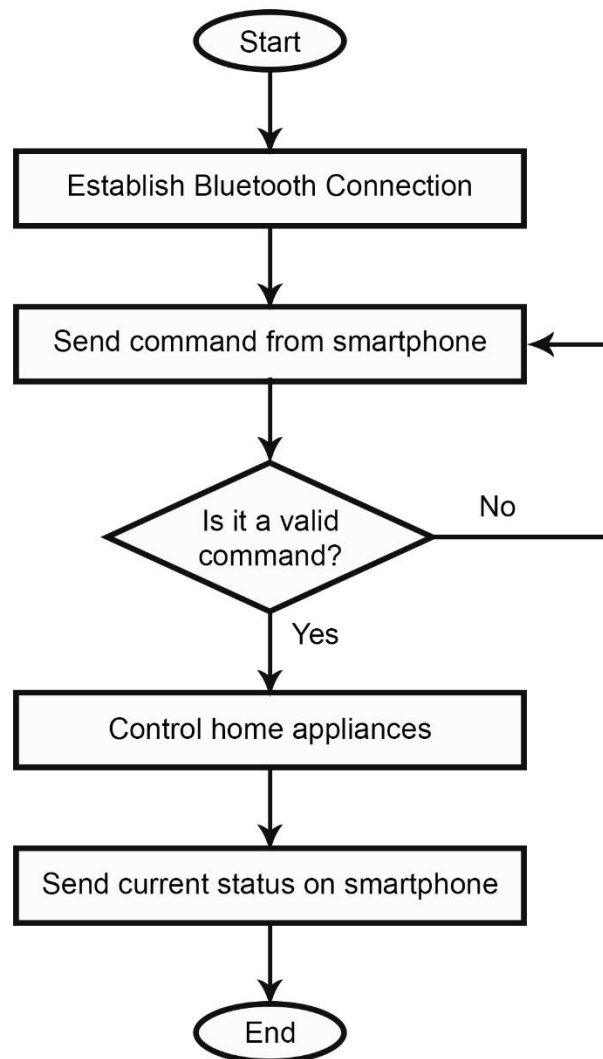 Start
Establish Bluetooth Connection
Send command from smartphone
Is it a valid
command?
No
Yes
Control home appliances
Send current status on smartphone
End